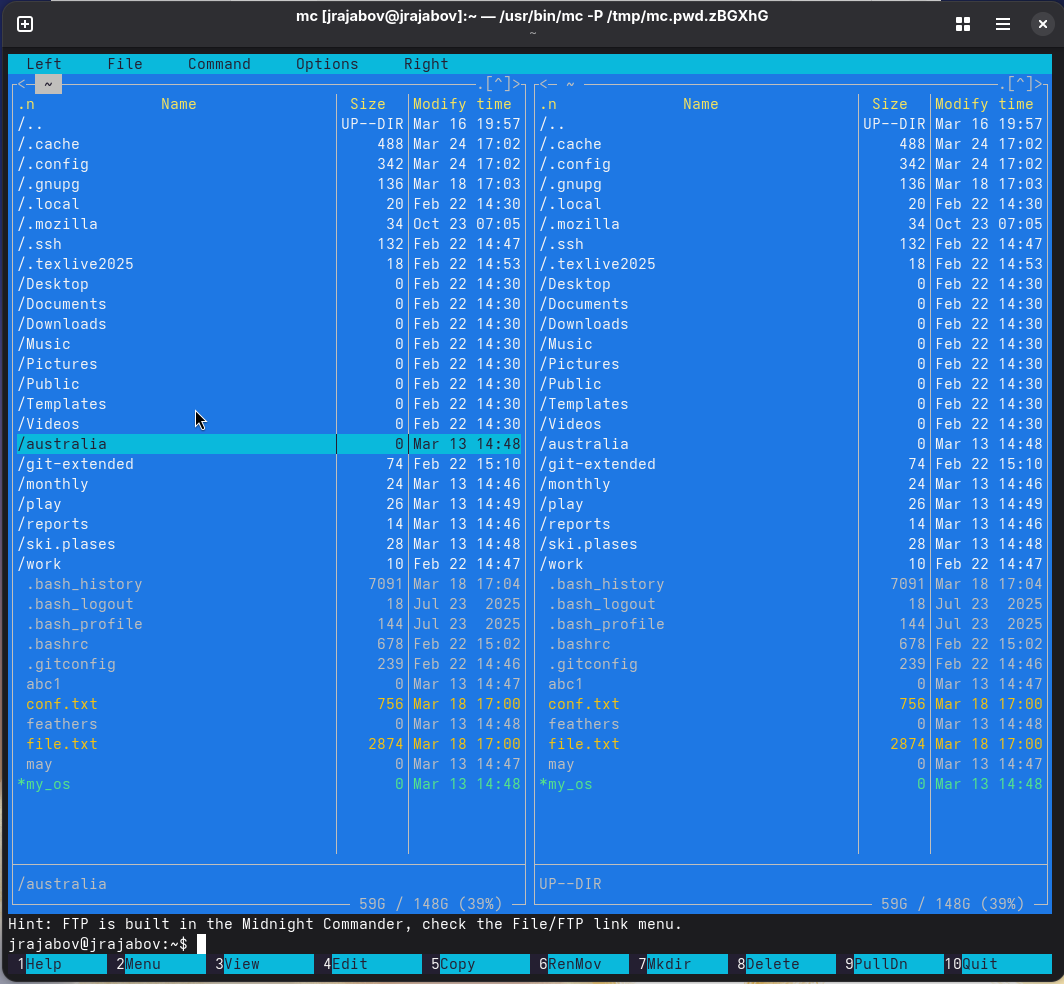 mc [jrajabov@jrajabov]:~ — /usr/bin/mc -P /tmp/mc.pwd.zBGXhG
~
Left File Command Options Right
<─ ~ .[^]> <─ ~ .[^]>
.n Name Size Modify time .n Name Size Modify time
/.. UP--DIR Mar 16 19:57 /.. UP--DIR Mar 16 19:57
/.cache 488 Mar 24 17:02 /.cache 488 Mar 24 17:02
/.config 342 Mar 24 17:02 /.config 342 Mar 24 17:02
/.gnupg 136 Mar 18 17:03 /.gnupg 136 Mar 18 17:03
/.local 20 Feb 22 14:30 /.local 20 Feb 22 14:30
/.mozilla 34 Oct 23 07:05 /.mozilla 34 Oct 23 07:05
/.ssh 132 Feb 22 14:47 /.ssh 132 Feb 22 14:47
/.texlive2025 18 Feb 22 14:53 /.texlive2025 18 Feb 22 14:53
/Desktop 0 Feb 22 14:30 /Desktop 0 Feb 22 14:30
/Documents 0 Feb 22 14:30 /Documents 0 Feb 22 14:30
/Downloads 0 Feb 22 14:30 /Downloads 0 Feb 22 14:30
/Music 0 Feb 22 14:30 /Music 0 Feb 22 14:30
/Pictures 0 Feb 22 14:30 /Pictures 0 Feb 22 14:30
/Public 0 Feb 22 14:30 /Public 0 Feb 22 14:30
/Templates 0 Feb 22 14:30 /Templates 0 Feb 22 14:30
/Videos 0 Feb 22 14:30 /Videos 0 Feb 22 14:30
/australia 0 Mar 13 14:48 /australia 0 Mar 13 14:48
/git-extended 74 Feb 22 15:10 /git-extended 74 Feb 22 15:10
/monthly 24 Mar 13 14:46 /monthly 24 Mar 13 14:46
/play 26 Mar 13 14:49 /play 26 Mar 13 14:49
/reports 14 Mar 13 14:46 /reports 14 Mar 13 14:46
/ski.plases 28 Mar 13 14:48 /ski.plases 28 Mar 13 14:48
/work 10 Feb 22 14:47 /work 10 Feb 22 14:47
.bash_history 7091 Mar 18 17:04 .bash_history 7091 Mar 18 17:04
.bash_logout 18 Jul 23 2025 .bash_logout 18 Jul 23 2025
.bash_profile 144 Jul 23 2025 .bash_profile 144 Jul 23 2025
.bashrc 678 Feb 22 15:02 .bashrc 678 Feb 22 15:02
.gitconfig 239 Feb 22 14:46 .gitconfig 239 Feb 22 14:46
abc1 0 Mar 13 14:47 abc1 0 Mar 13 14:47
conf.txt 756 Mar 18 17:00 conf.txt 756 Mar 18 17:00
feathers 0 Mar 13 14:48 feathers 0 Mar 13 14:48
file.txt 2874 Mar 18 17:00 file.txt 2874 Mar 18 17:00
may 0 Mar 13 14:47 may 0 Mar 13 14:47
*my_os 0 Mar 13 14:48 *my_os 0 Mar 13 14:48
/australia UP--DIR
59G / 148G (39%) 59G / 148G (39%)
Hint: FTP is built in the Midnight Commander, check the File/FTP link menu.
jrajabov@jrajabov:~$
1Help 2Menu 3View 4Edit 5Copy 6RenMov 7Mkdir 8Delete 9PullDn 10Quit